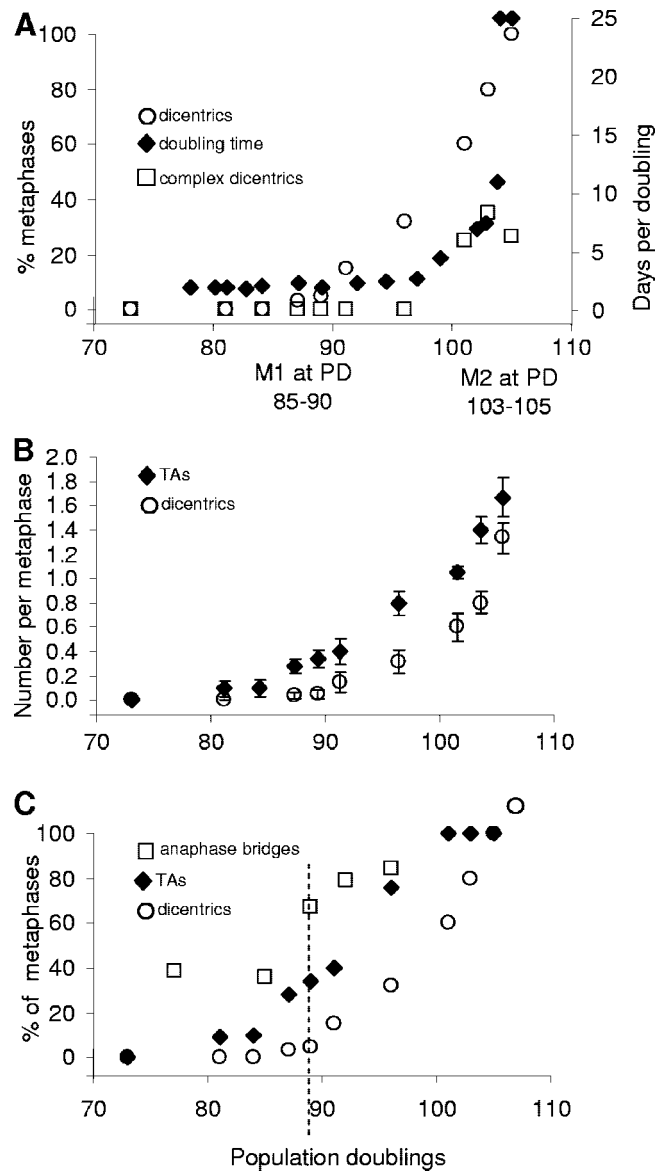 A
% metaphases
100
80
60
40
20
0
dicentrics
doubling time
complex dicentrics
25
20
15
10
5
0
Days per doubling
70 80 90 100 110
M1 at PD
85-90
M2 at PD
103-105
B
Number per metaphase
2.0
1.8
1.6
1.4
1.2
1.0
0.8
0.6
0.4
0.2
0.0
TAs
dicentrics
70 80 90 100 110
C
% of metaphases
100
80
60
40
20
0
anaphase bridges
TAs
dicentrics
70 80 90 100 110
Population doublings